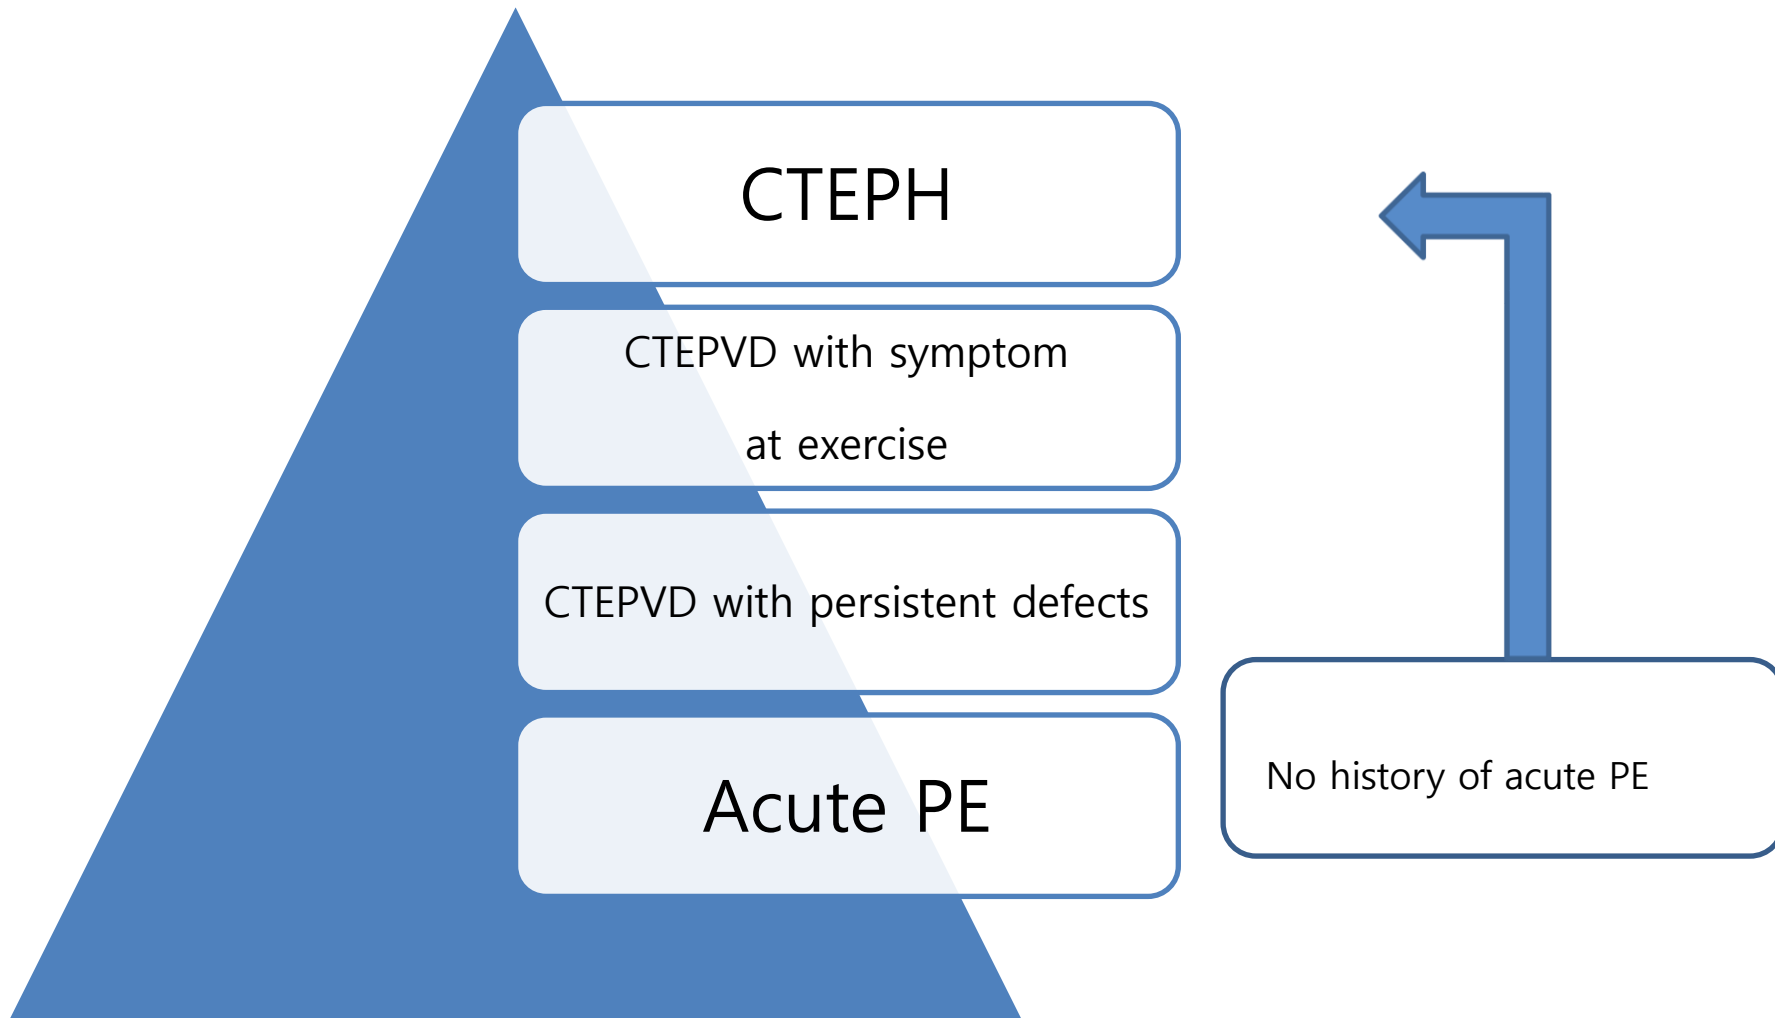 CTEPH
CTEPVD with symptom
at exercise
CTEPVD with persistent defects
Acute PE
No history of acute PE